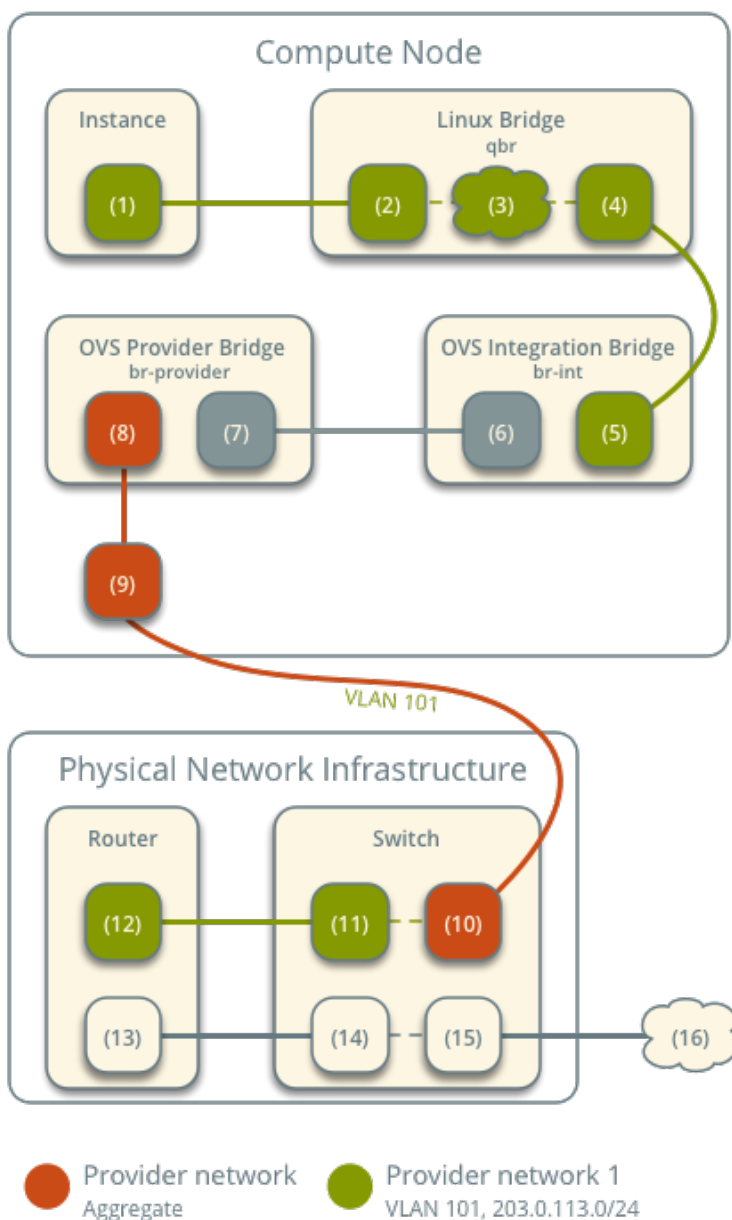 Compute Node
Instance
Linux Bridge
qbr
(1)
(2)
(3)
(4)
OVS Provider Bridge
br-provider
OVS Integration Bridge
br-int
(8)
(7)
(6)
(5)
(9)
VLAN 101
Physical Network Infrastructure
Router
Switch
(12)
(11)
(10)
(13)
(14)
(15)
(16)
Provider network
Aggregate
Provider network 1
VLAN 101, 203.0.113.0/24